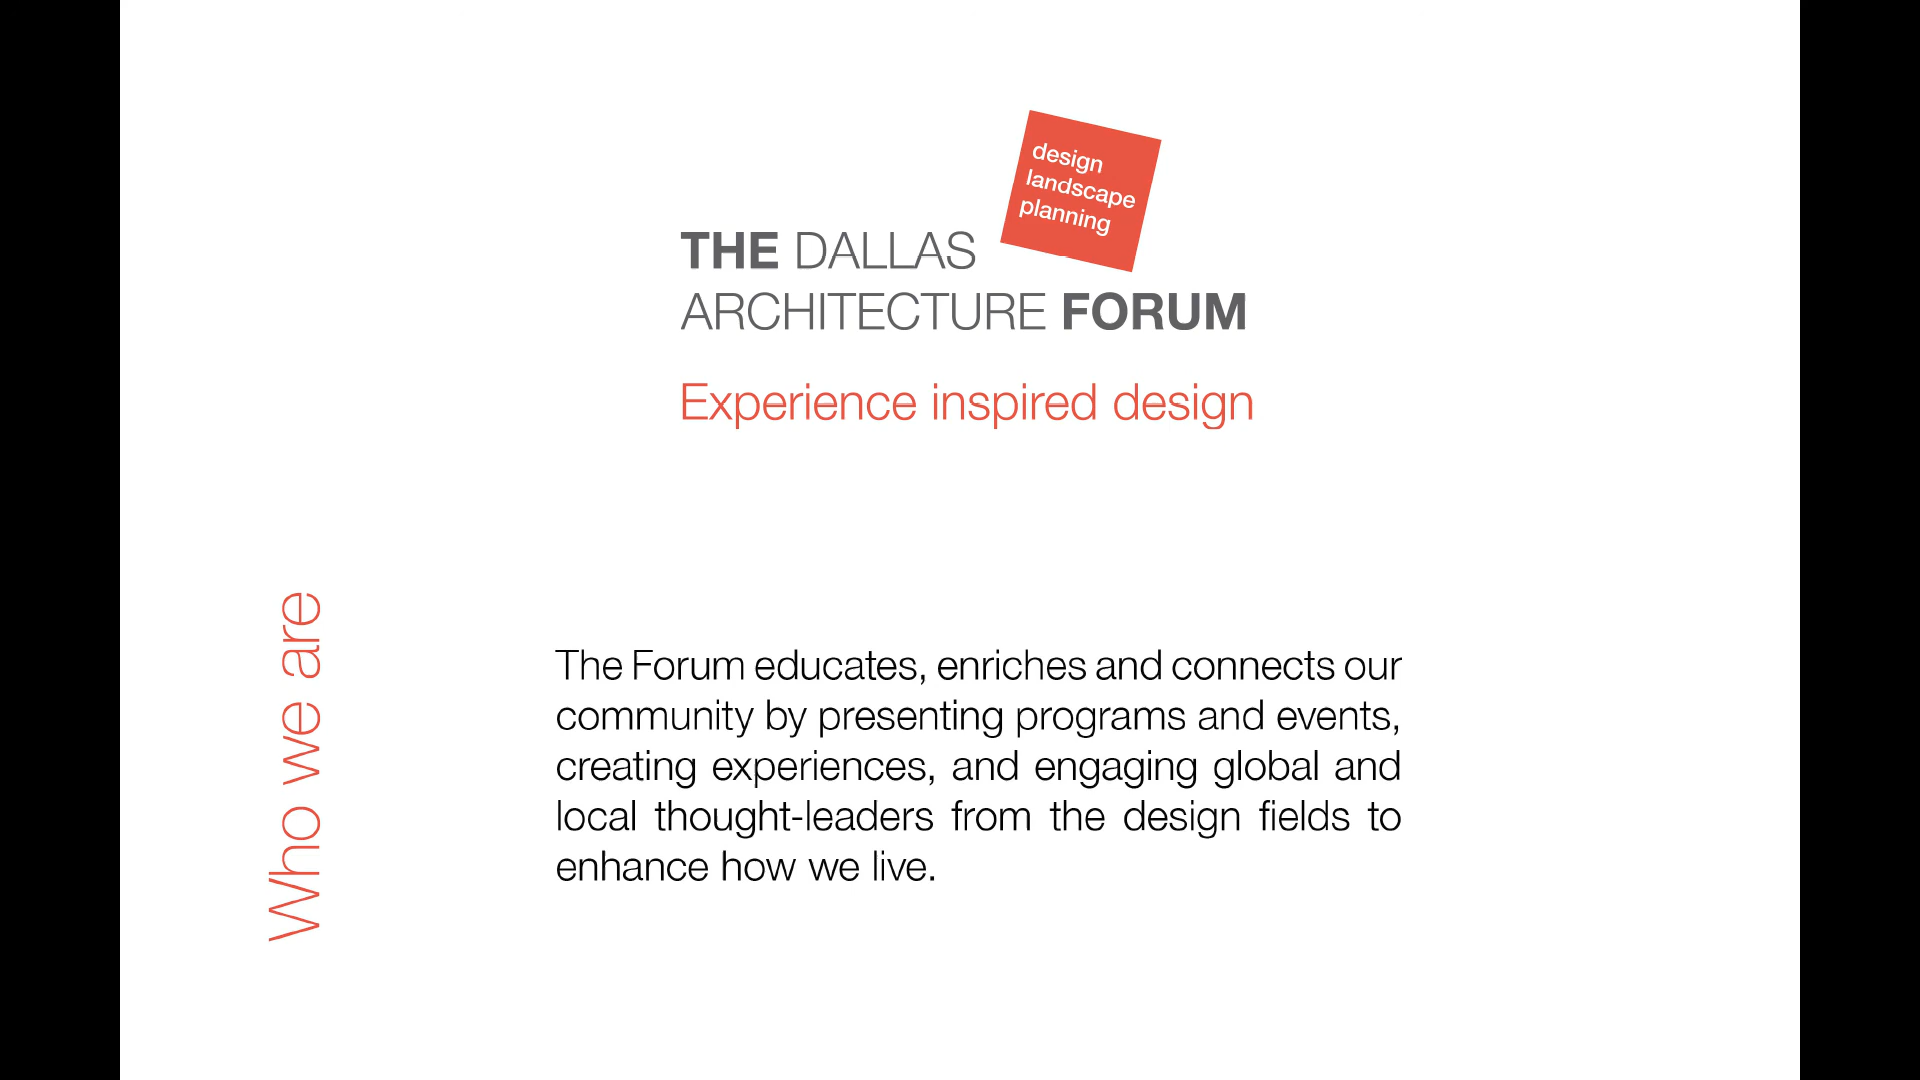 design
landscape
planning
THE DALLAS
ARCHITECTURE FORUM
Experience inspired design
Who we are
The Forum educates, enriches and connects our
community by presenting programs and events,
creating experiences, and engaging global and
local thought-leaders from the design fields to
enhance how we live.